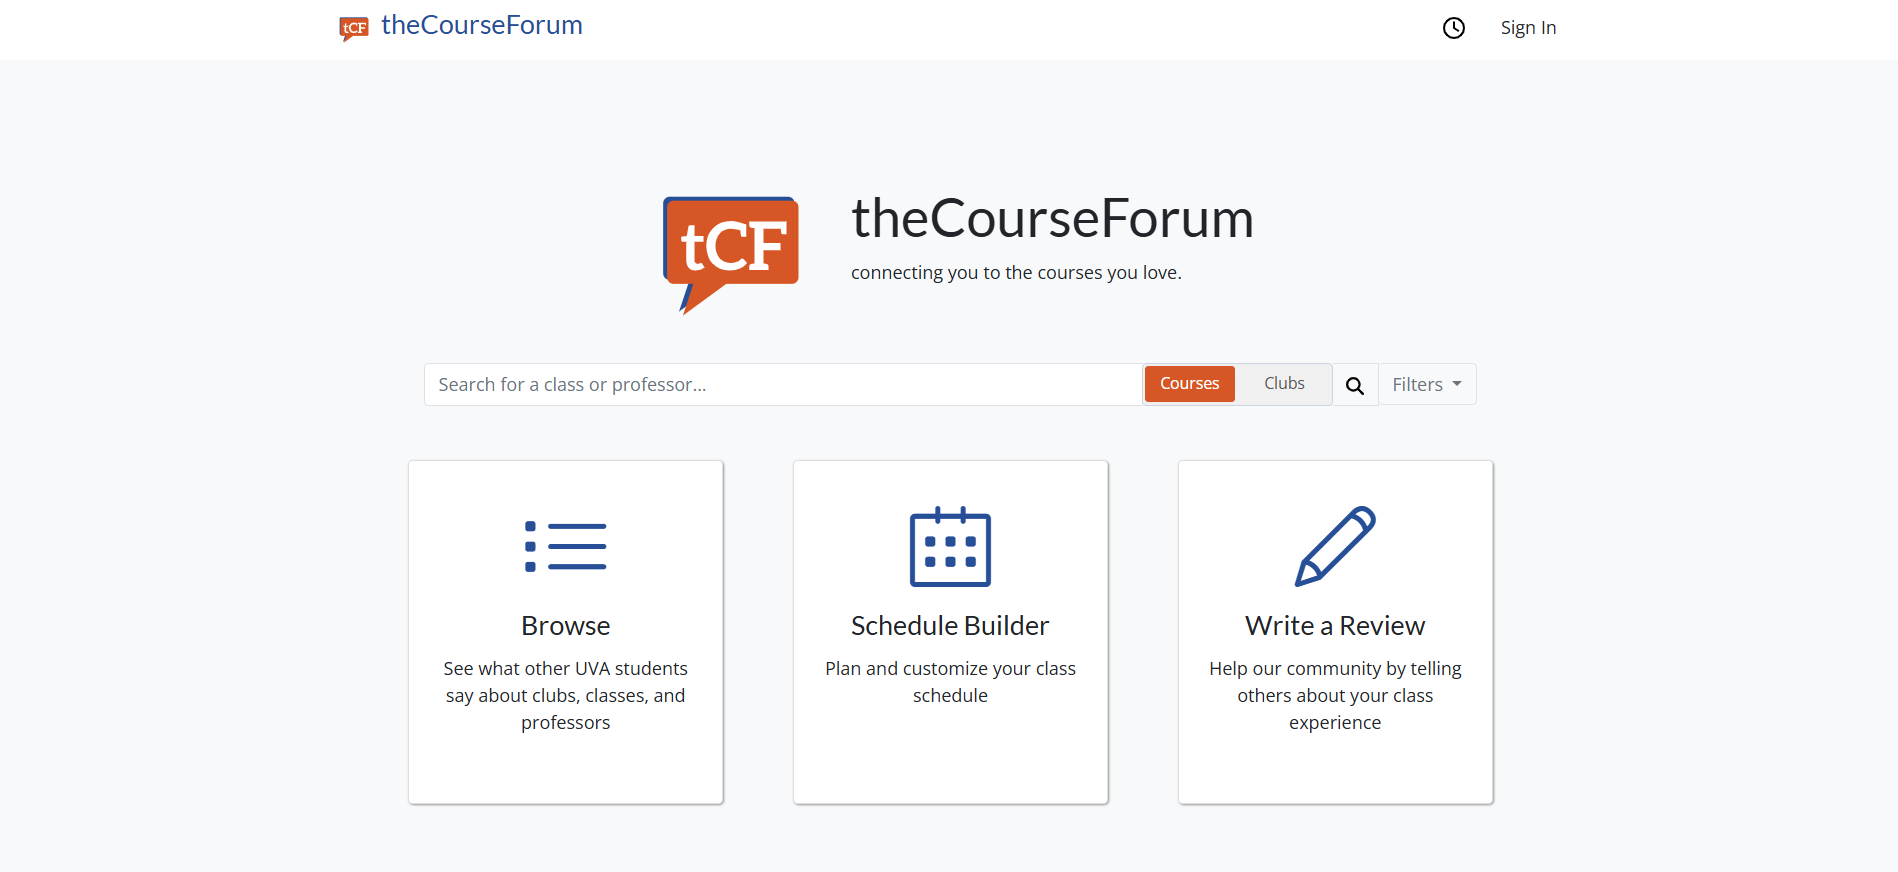 tCF theCourseForum
Sign In
tCF
theCourseForum
connecting you to the courses you love.
Search for a class or professor...
Courses
Clubs
Filters
Browse
See what other UVA students
say about clubs, classes, and
professors
Schedule Builder
Plan and customize your class
schedule
Write a Review
Help our community by telling
others about your class
experience